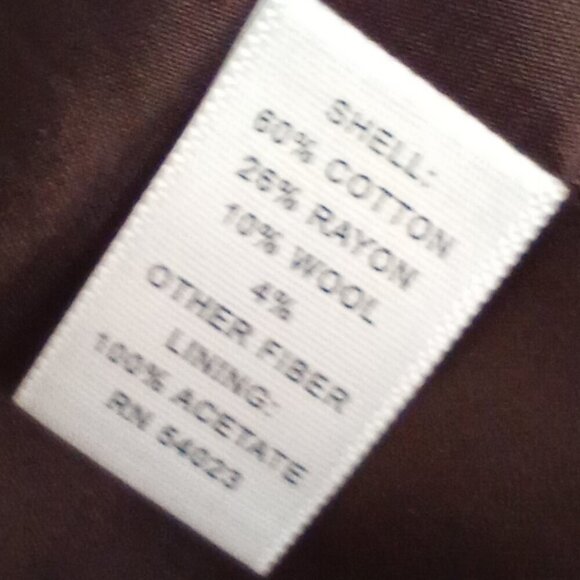 SHELL:
60% COTTON
26% RAYON
10% WOOL
4%
OTHER FIBER
LINING:
100% ACETATE
RN 54023